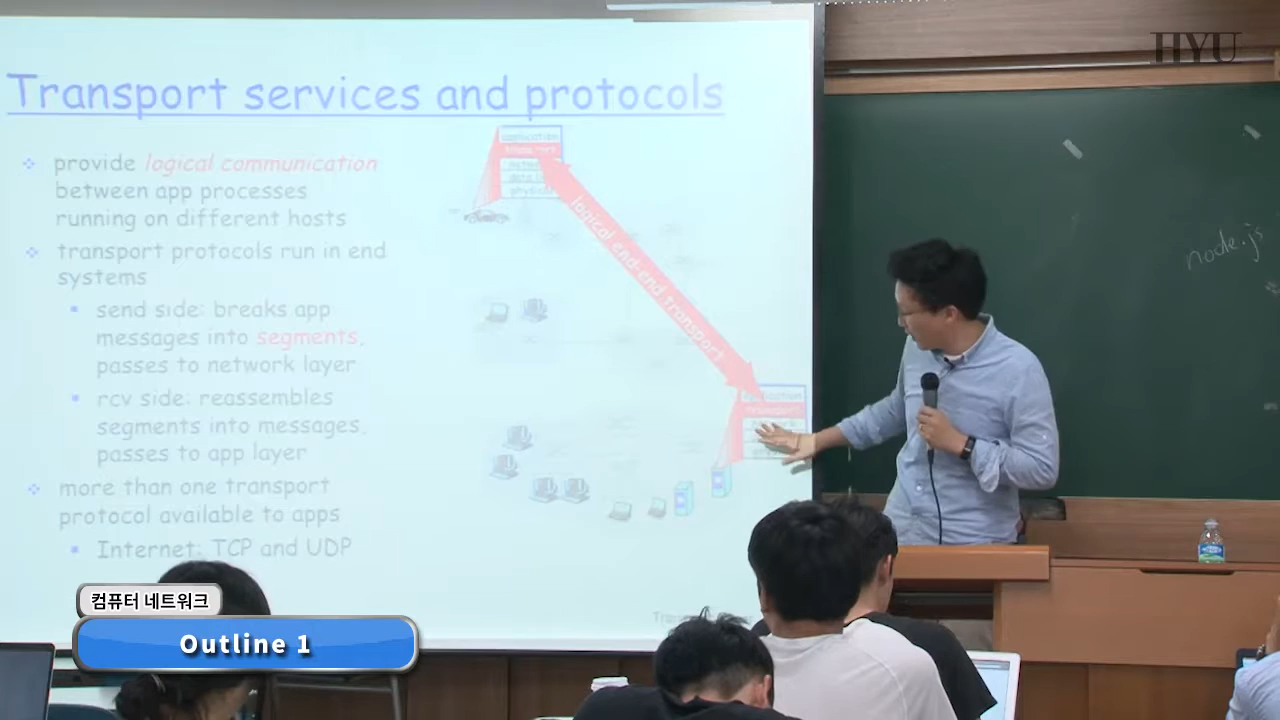 HYU
Transport services and protocols
provide logical communication
between app processes
running on different hosts
transport protocols run in end
systems
send side: breaks app
messages into segments,
passes to network layer
rcv side: reassembles
segments into messages,
passes to app layer
more than one transport
protocol available to apps
Internet: TCP and UDP
application
transport
physical
logical end-end transport
transport
node.js
컴퓨터 네트워크
Outline 1